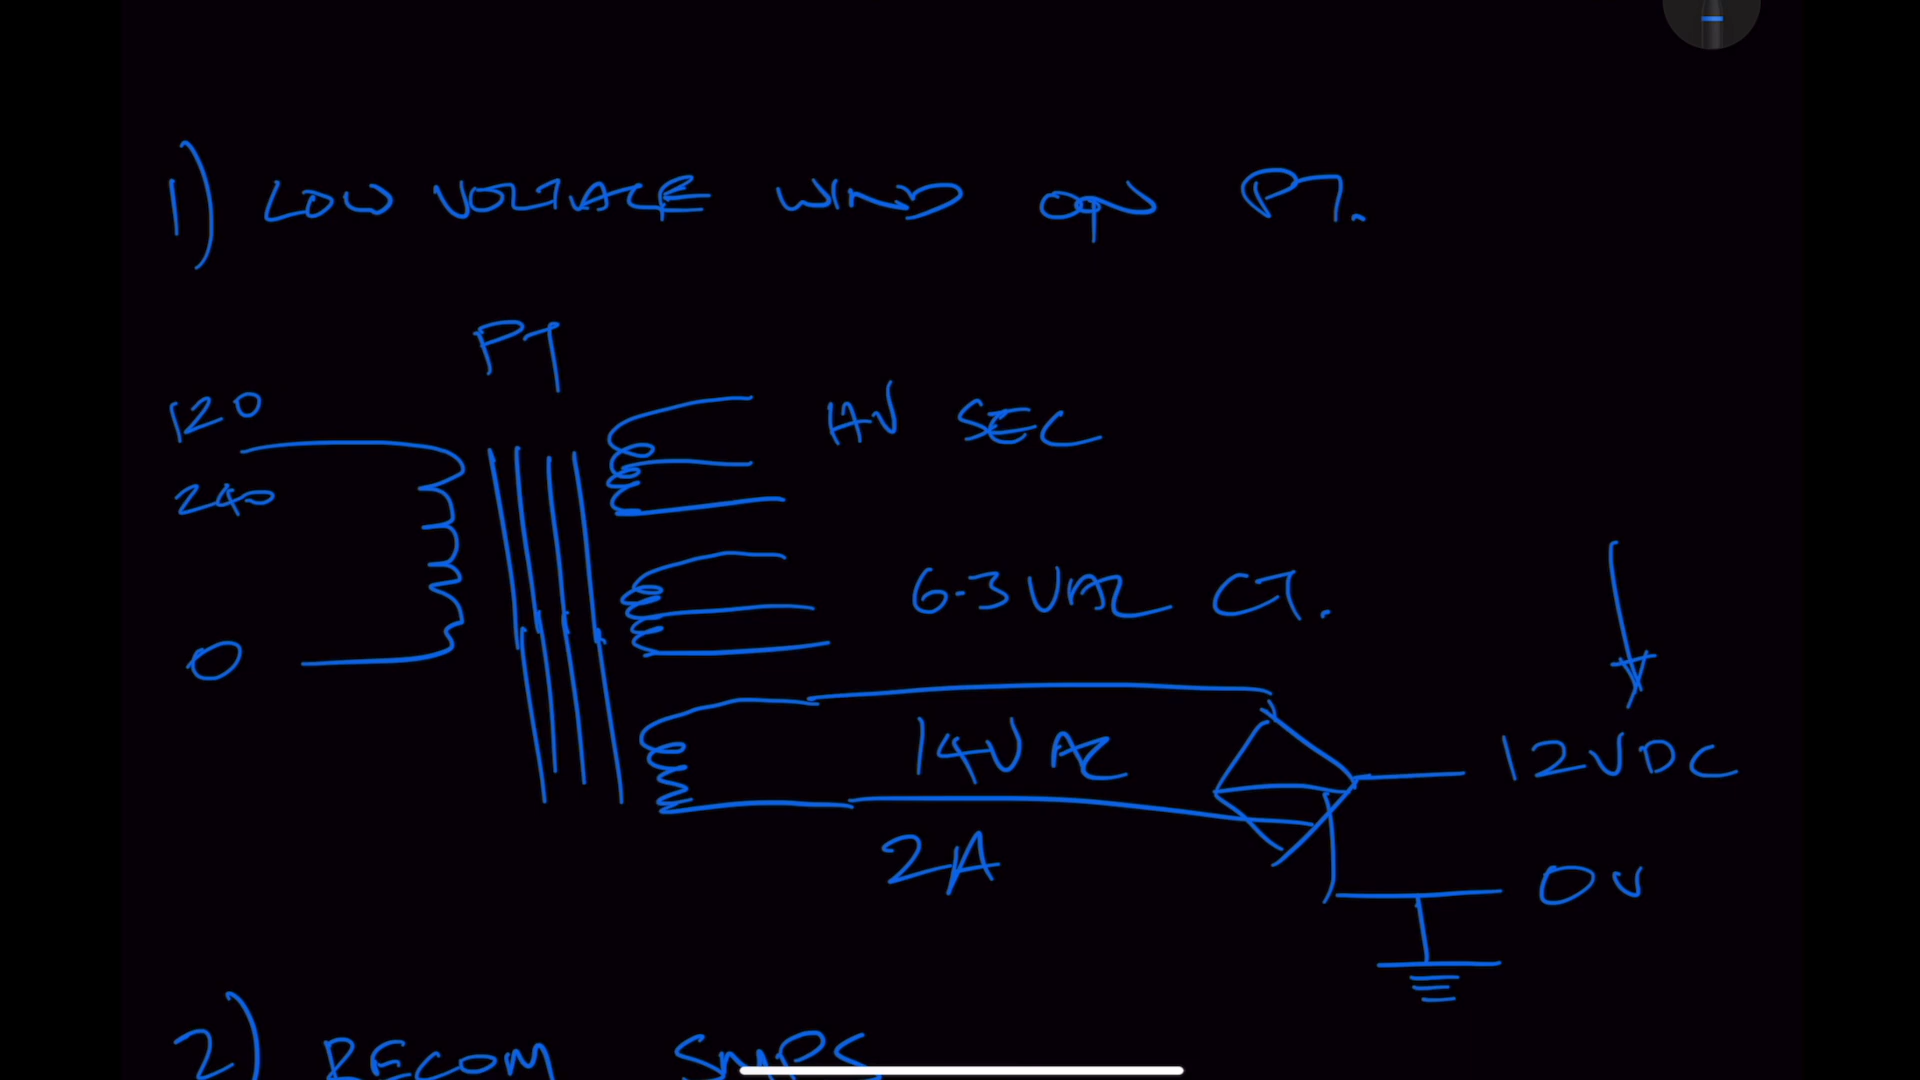 1) LOW VOLTAGE WIND ON PT.
PT
120
240
0
HV SEC
6.3VAC CT.
14VAC
2A
12VDC
0V
2) RECOM SMPS